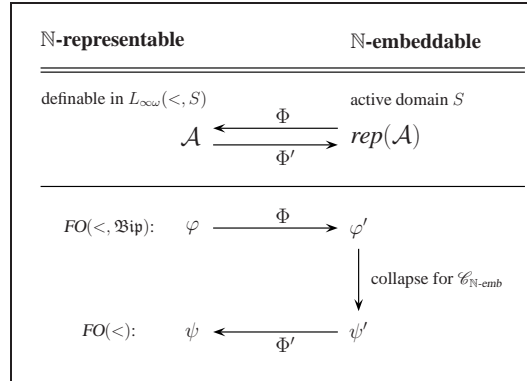 ℕ-representable ℕ-embeddable
definable in L∞ω(<, S) active domain S
Φ
𝒜 rep(𝒜)
Φ′
FO(<, 𝔅𝔦𝔭): φ Φ φ′
collapse for 𝒞ℕ-emb
FO(<): ψ Φ′ ψ′